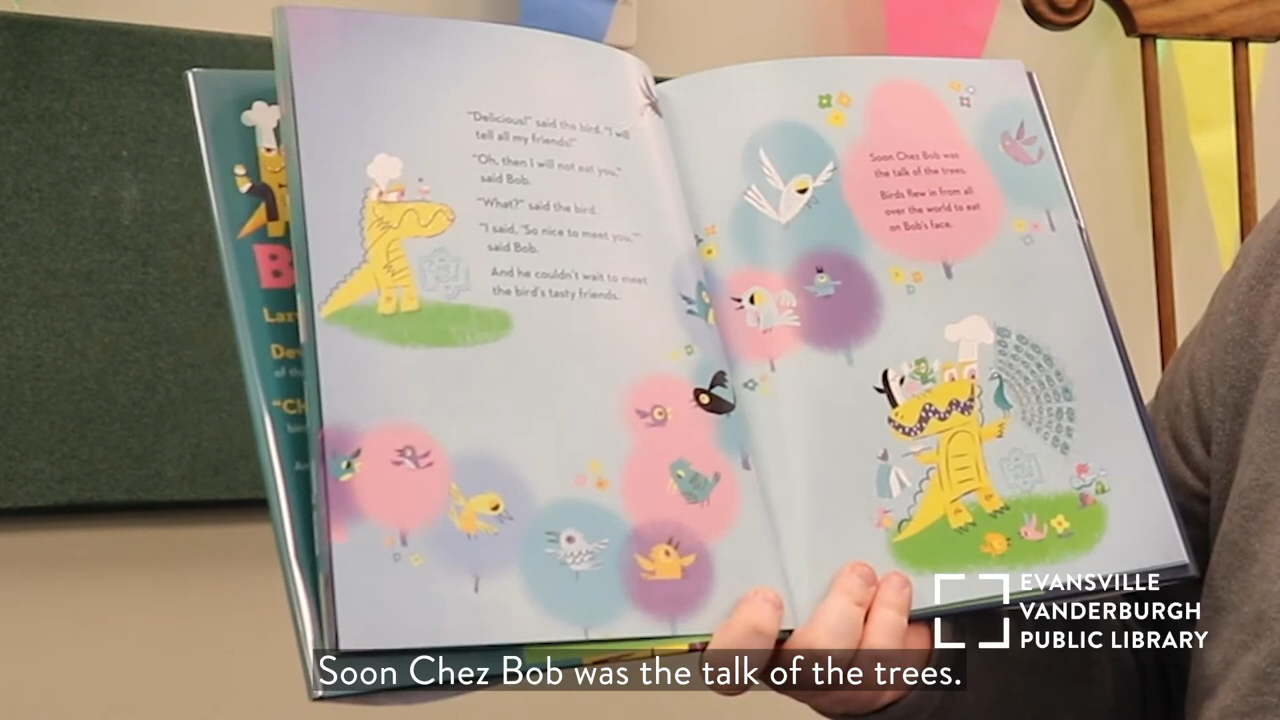 "Delicious!" said the bird. "I will
tell all my friends!"
"Oh, then I will not eat you,"
said Bob.
"What?" said the bird.
"I said, 'So nice to meet you,'"
said Bob.
And he couldn't wait to meet
the bird's tasty friends.
Soon Chez Bob was
the talk of the trees.
Birds flew in from all
over the world to eat
on Bob's face.
EVANSVILLE
VANDERBURGH
PUBLIC LIBRARY
Soon Chez Bob was the talk of the trees.